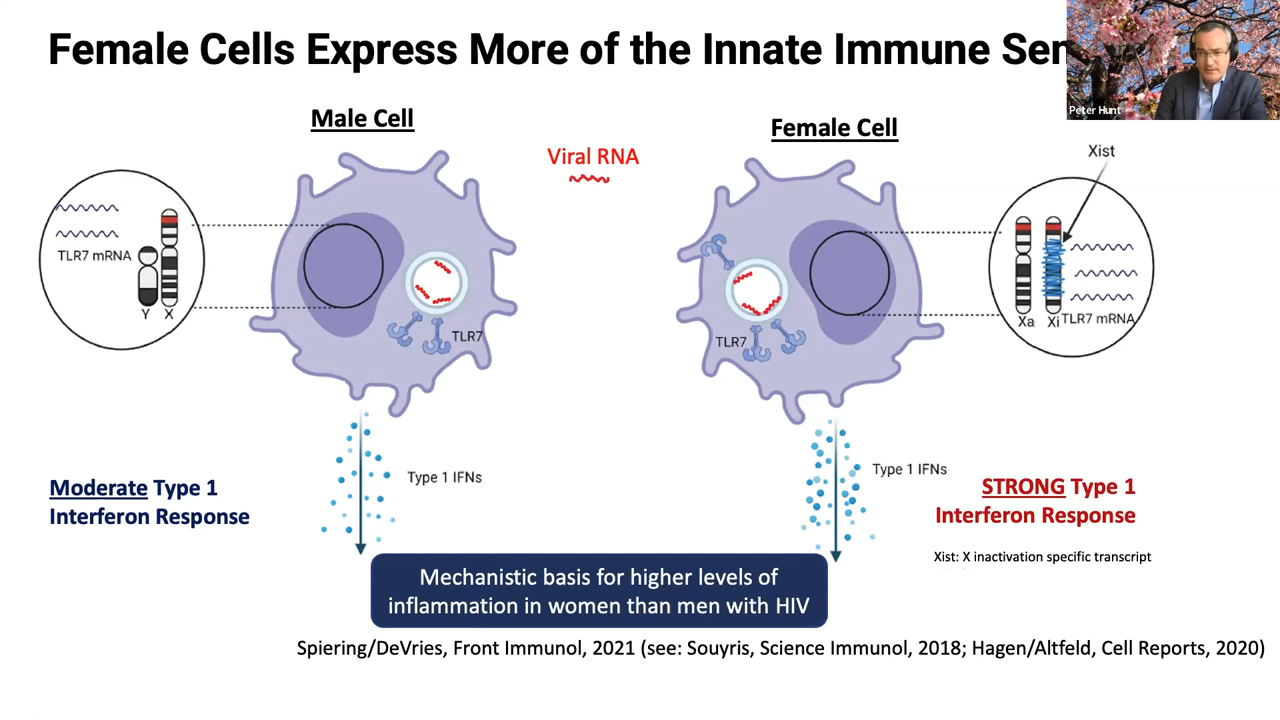 Female Cells Express More of the Innate Immune
Peter Hunt
Male Cell
Female Cell
Viral RNA
Xist
TLR7 mRNA
Y X
TLR7
TLR7
Xa Xi TLR7 mRNA
Type 1 IFNs
Type 1 IFNs
Moderate Type 1
Interferon Response
STRONG Type 1
Interferon Response
Xist: X inactivation specific transcript
Mechanistic basis for higher levels of
inflammation in women than men with HIV
Spiering/DeVries, Front Immunol, 2021 (see: Souyris, Science Immunol, 2018; Hagen/Altfeld, Cell Reports, 2020)